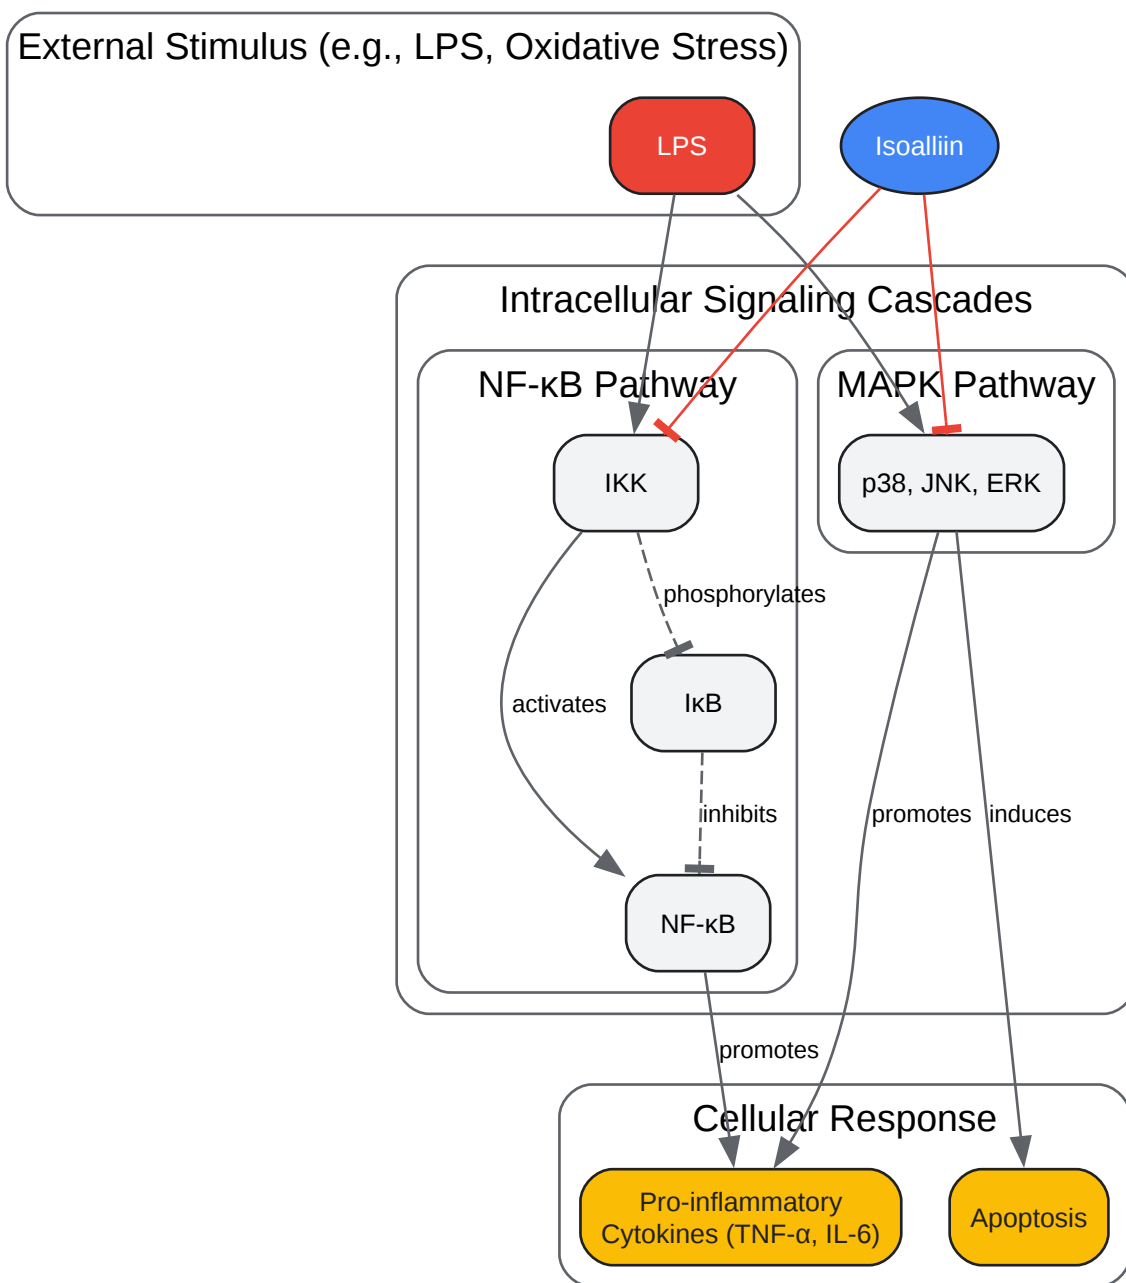 External Stimulus (e.g., LPS, Oxidative Stress)
LPS
Isoalliin
Intracellular Signaling Cascades
NF-κB Pathway
MAPK Pathway
IKK
p38, JNK, ERK
phosphorylates
activates
IκB
inhibits
promotes
induces
NF-κB
promotes
Cellular Response
Pro-inflammatory
Cytokines (TNF-α, IL-6)
Apoptosis